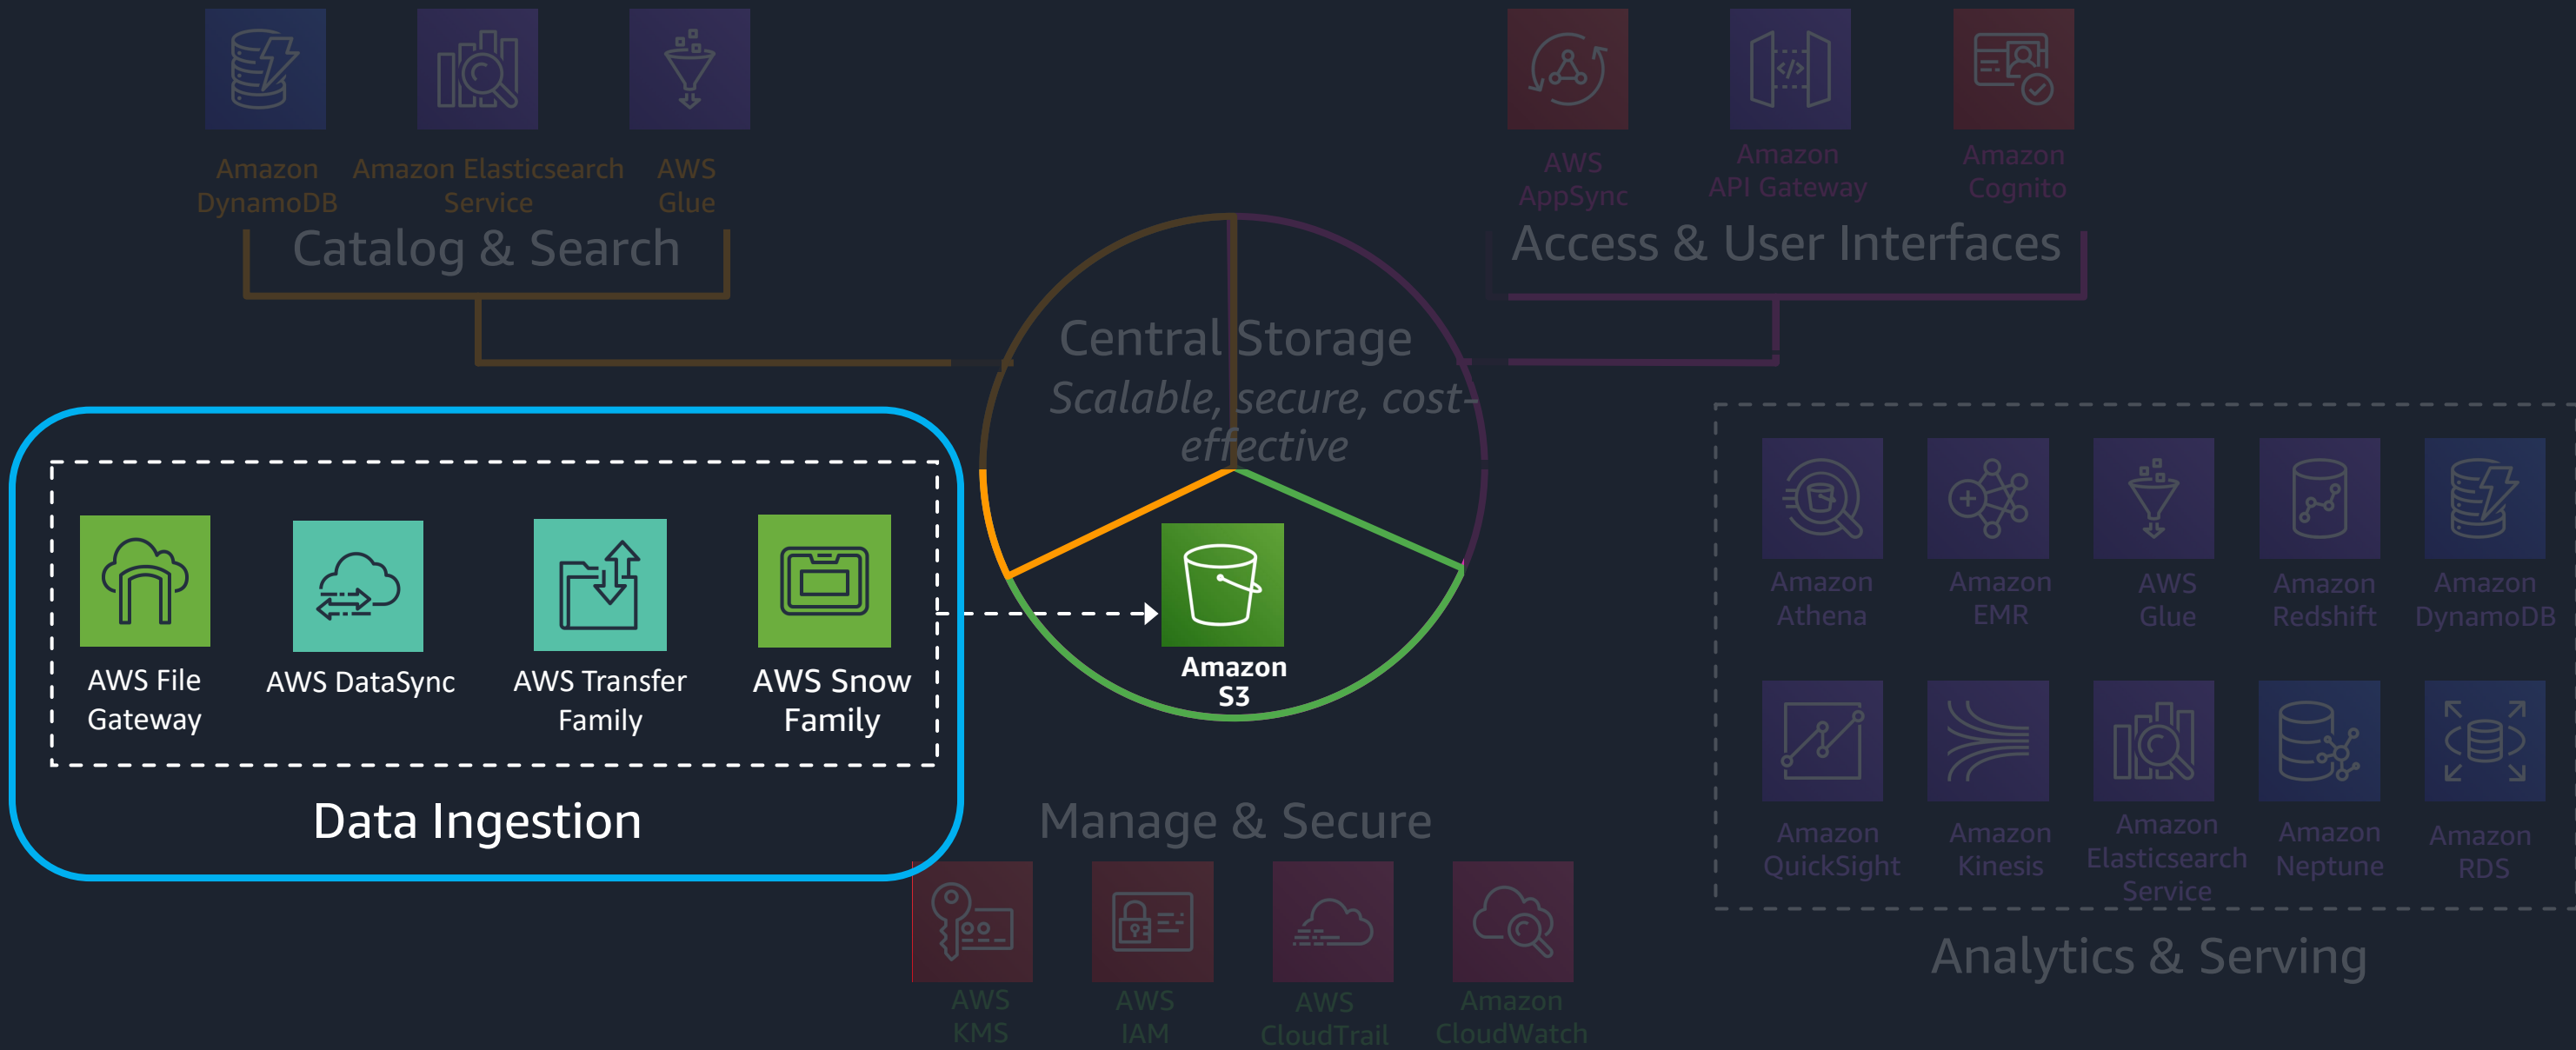 Amazon
DynamoDB
Amazon Elasticsearch
Service
AWS
Glue
Catalog & Search
AWS
AppSync
Amazon
API Gateway
Amazon
Cognito
Access & User Interfaces
Central Storage
Scalable, secure, cost-
effective
Amazon
S3
AWS File
Gateway
AWS DataSync
AWS Transfer
Family
AWS Snow
Family
Data Ingestion
Manage & Secure
AWS
KMS
AWS
IAM
AWS
CloudTrail
Amazon
CloudWatch
Amazon
Athena
Amazon
EMR
AWS
Glue
Amazon
Redshift
Amazon
DynamoDB
Amazon
QuickSight
Amazon
Kinesis
Amazon
Elasticsearch
Service
Amazon
Neptune
Amazon
RDS
Analytics & Serving